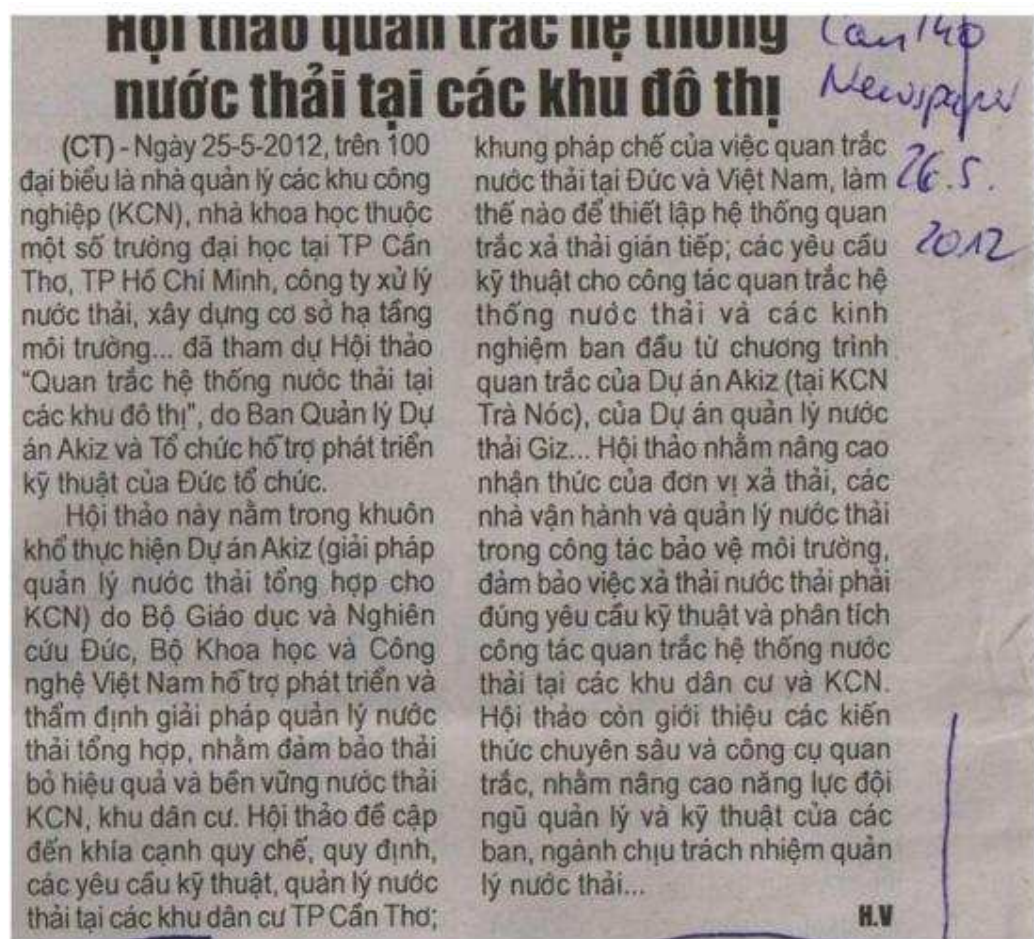 Hội thảo quan trắc hệ thống
nước thải tại các khu đô thị
(CT) - Ngày 25-5-2012, trên 100
đại biểu là nhà quản lý các khu công
nghiệp (KCN), nhà khoa học thuộc
một số trường đại học tại TP Cần
Thơ, TP Hồ Chí Minh, công ty xử lý
nước thải, xây dựng cơ sở hạ tầng
môi trường... đã tham dự Hội thảo
"Quan trắc hệ thống nước thải tại
các khu đô thị", do Ban Quản lý Dự
án Akiz và Tổ chức hỗ trợ phát triển
kỹ thuật của Đức tổ chức.
Hội thảo này nằm trong khuôn
khổ thực hiện Dự án Akiz (giải pháp
quản lý nước thải tổng hợp cho
KCN) do Bộ Giáo dục và Nghiên
cứu Đức, Bộ Khoa học và Công
nghệ Việt Nam hỗ trợ phát triển và
thẩm định giải pháp quản lý nước
thải tổng hợp, nhằm đảm bảo thải
bỏ hiệu quả và bền vững nước thải
KCN, khu dân cư. Hội thảo đề cập
đến khía cạnh quy chế, quy định,
các yêu cầu kỹ thuật, quản lý nước
thải tại các khu dân cư TP Cần Thơ;
khung pháp chế của việc quan trắc
nước thải tại Đức và Việt Nam, làm
thế nào để thiết lập hệ thống quan
trắc xả thải gián tiếp; các yêu cầu
kỹ thuật cho công tác quan trắc hệ
thống nước thải và các kinh
nghiệm ban đầu từ chương trình
quan trắc của Dự án Akiz (tại KCN
Trà Nóc), của Dự án quản lý nước
thải Giz... Hội thảo nhằm nâng cao
nhận thức của đơn vị xả thải, các
nhà vận hành và quản lý nước thải
trong công tác bảo vệ môi trường,
đảm bảo việc xả thải nước thải phải
đúng yêu cầu kỹ thuật và phân tích
công tác quan trắc hệ thống nước
thải tại các khu dân cư và KCN.
Hội thảo còn giới thiệu các kiến
thức chuyên sâu và công cụ quan
trắc, nhằm nâng cao năng lực đội
ngũ quản lý và kỹ thuật của các
ban, ngành chịu trách nhiệm quản
lý nước thải...
H.V
Can Tho
Newspaper
26.5.
2012